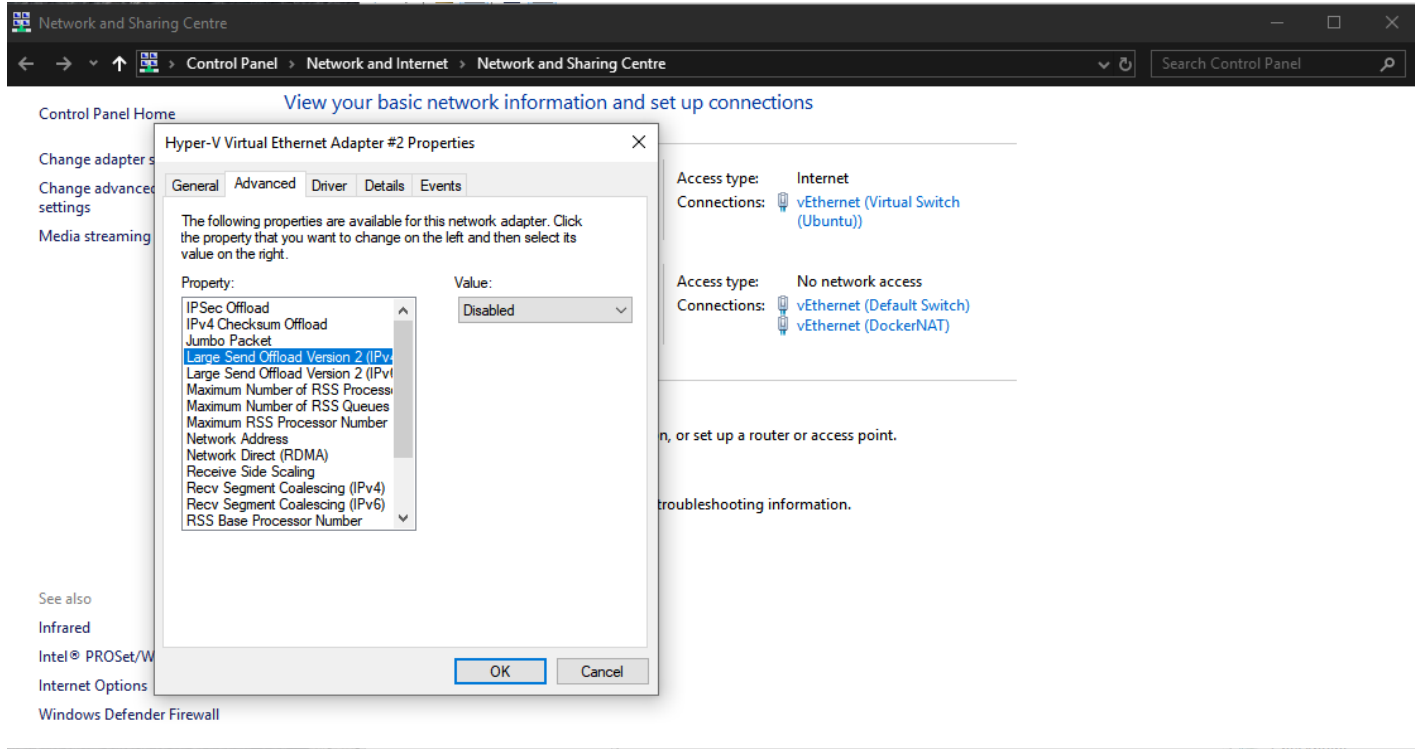 Network and Sharing Centre
Control Panel > Network and Internet > Network and Sharing Centre
Search Control Panel
Control Panel Home
View your basic network information and set up connections
Change adapter s
Change advanced
settings
Media streaming
Hyper-V Virtual Ethernet Adapter #2 Properties
General Advanced Driver Details Events
The following properties are available for this network adapter. Click
the property that you want to change on the left and then select its
value on the right.
Property:
Value:
IPSec Offload
IPv4 Checksum Offload
Jumbo Packet
Large Send Offload Version 2 (IPv4
Large Send Offload Version 2 (IPv6
Maximum Number of RSS Processo
Maximum Number of RSS Queues
Maximum RSS Processor Number
Network Address
Network Direct (RDMA)
Receive Side Scaling
Recv Segment Coalescing (IPv4)
Recv Segment Coalescing (IPv6)
RSS Base Processor Number
Disabled
OK
Cancel
Access type: Internet
Connections: vEthernet (Virtual Switch
(Ubuntu))
Access type: No network access
Connections: vEthernet (Default Switch)
vEthernet (DockerNAT)
n, or set up a router or access point.
troubleshooting information.
See also
Infrared
Intel® PROSet/W
Internet Options
Windows Defender Firewall